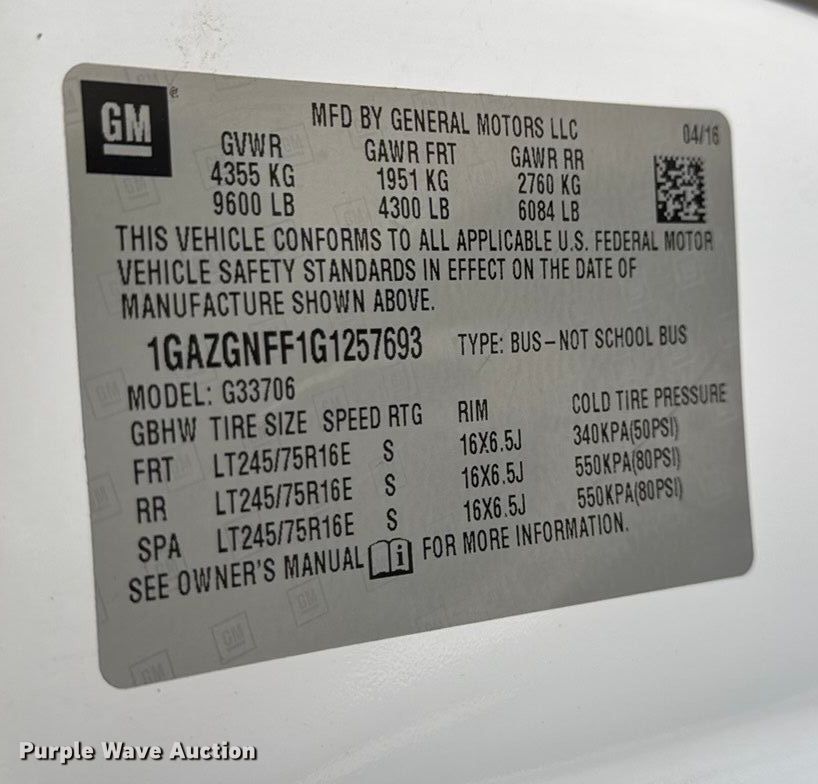 GM
MFD BY GENERAL MOTORS LLC 04/16
GVWR GAWR FRT GAWR RR
4355 KG 1951 KG 2760 KG
9600 LB 4300 LB 6084 LB
THIS VEHICLE CONFORMS TO ALL APPLICABLE U.S. FEDERAL MOTOR
VEHICLE SAFETY STANDARDS IN EFFECT ON THE DATE OF
MANUFACTURE SHOWN ABOVE.
1GAZGNFF1G1257693 TYPE: BUS-NOT SCHOOL BUS
MODEL: G33706
GBHW TIRE SIZE SPEED RTG RIM COLD TIRE PRESSURE
FRT LT245/75R16E S 16X6.5J 340KPA(50PSI)
RR LT245/75R16E S 16X6.5J 550KPA(80PSI)
SPA LT245/75R16E S 16X6.5J 550KPA(80PSI)
SEE OWNER'S MANUAL i FOR MORE INFORMATION.
Purple Wave Auction